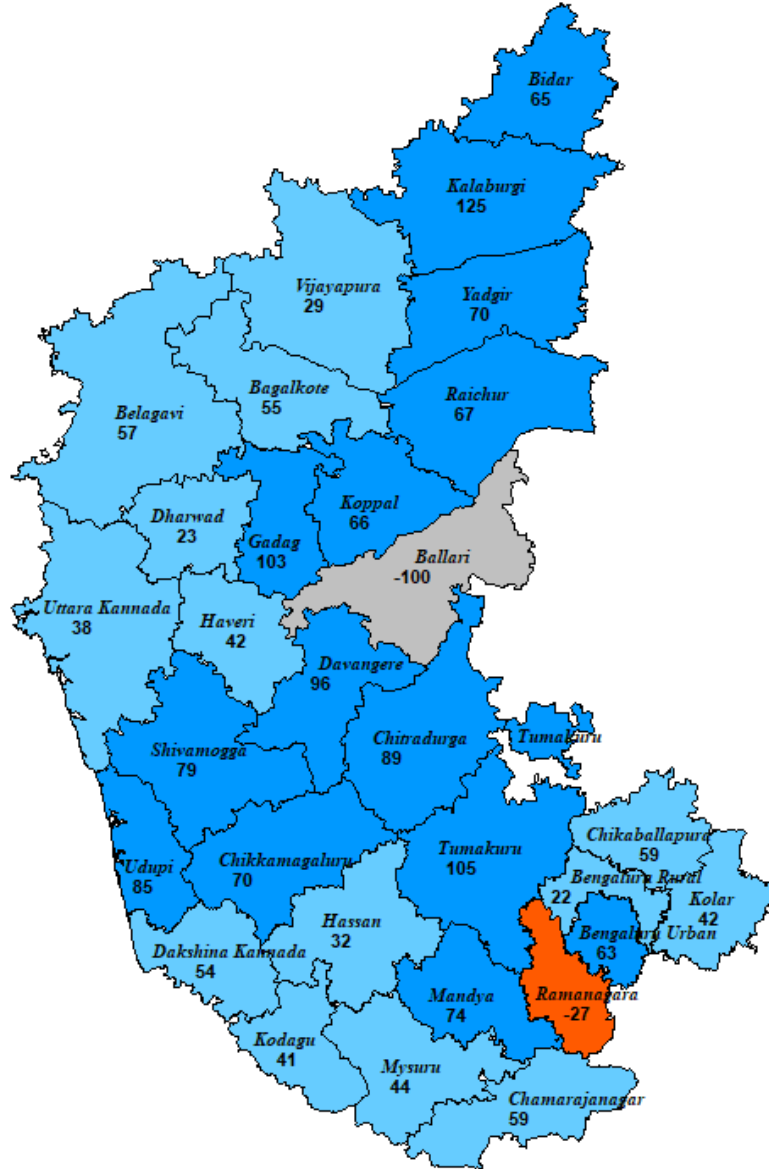 Bidar
65
Kalaburgi
125
Vijayapura
29
Yadgir
70
Bagalkote
55
Raichur
67
Belagavi
57
Koppal
66
Dharwad
23
Gadag
103
Ballari
-100
Uttara Kannada
38
Haveri
42
Davangere
96
Shivamogga
79
Chitradurga
89
Tumakuru
Chikaballapura
59
Tumakuru
105
Udupi
85
Chikkamagaluru
70
Bengaluru Rural
22
Kolar
42
Hassan
32
Bengaluru Urban
63
Dakshina Kannada
54
Mandya
74
Ramanagara
-27
Kodagu
41
Mysuru
44
Chamarajanagar
59